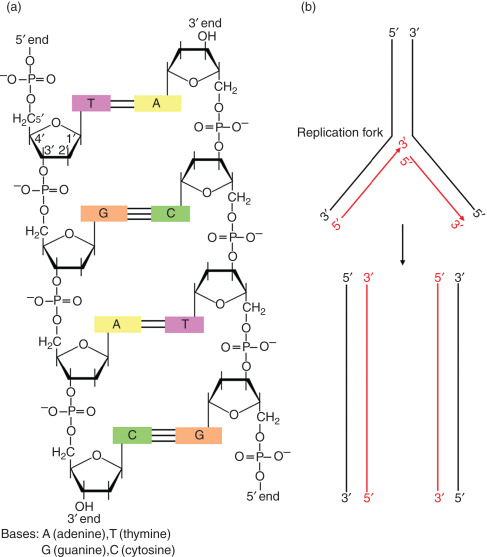 (a)
5′ end
3′ end
OH
O
−O—P=O
O
H2C5′
O
4′
1′
3′ 2′
T
A
O
CH2
O
O=P—O−
O
O
−O—P=O
O
H2C
O
G
C
O
CH2
O
O=P—O−
O
O
−O—P=O
O
H2C
O
A
T
O
CH2
O
O=P—O−
O
O
−O—P=O
O
H2C
O
C
G
O
CH2
O
O=P—O−
O
5′ end
OH
3′ end
Bases: A (adenine),T (thymine)
G (guanine),C (cytosine)
(b)
5′ 3′
Replication fork
3′
5′
3′
5′
3′
5′
5′ 3′ 5′ 3′
3′ 5′ 3′ 5′